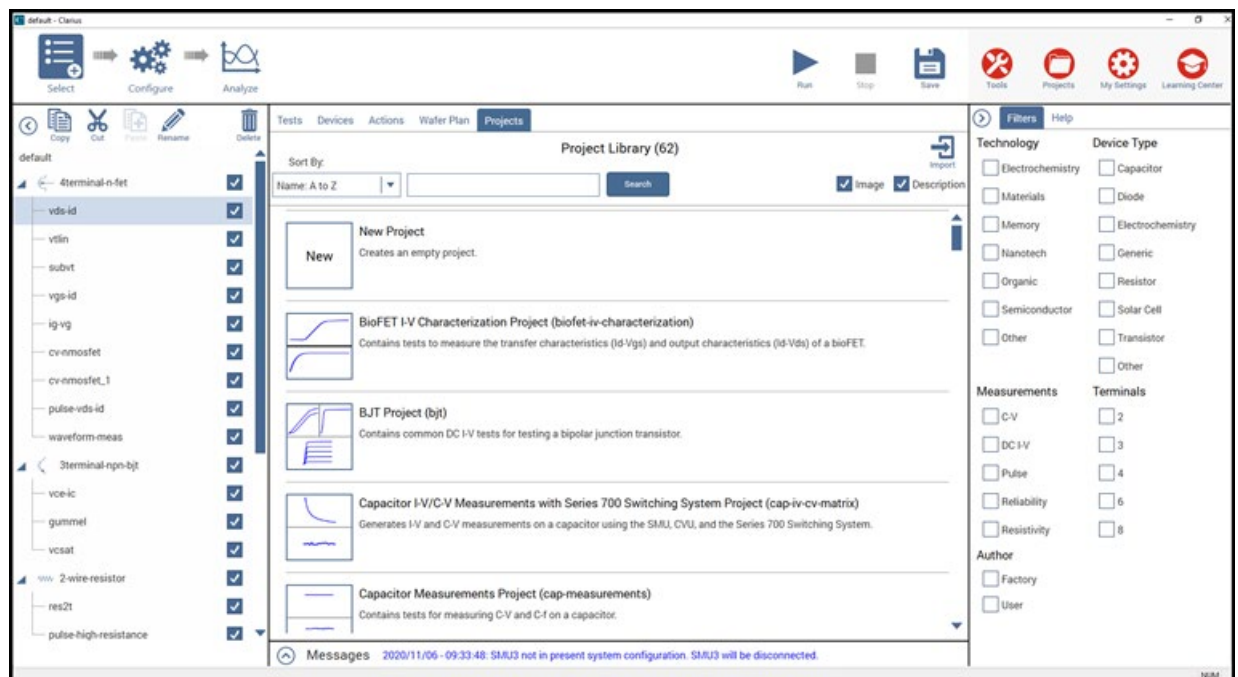 default - Clarius
Select
Configure
Analyze
Run
Stop
Save
Tools
Projects
My Settings
Learning Center
Copy
Cut
Paste
Rename
Delete
default
4terminal-n-fet
vds-id
vtlin
subvt
vgs-id
ig-vg
cv-nmosfet
cv-nmosfet_1
pulse-vds-id
waveform-meas
3terminal-npn-bjt
vce-ic
gummel
vcsat
2-wire-resistor
res2t
pulse-high-resistance
Tests Devices Actions Wafer Plan Projects
Project Library (62)
Import
Sort By:
Name: A to Z
Search
Image
Description
New
New Project
Creates an empty project.
BioFET I-V Characterization Project (biofet-iv-characterization)
Contains tests to measure the transfer characteristics (Id-Vgs) and output characteristics (Id-Vds) of a bioFET.
BJT Project (bjt)
Contains common DC I-V tests for testing a bipolar junction transistor.
Capacitor I-V/C-V Measurements with Series 700 Switching System Project (cap-iv-cv-matrix)
Generates I-V and C-V measurements on a capacitor using the SMU, CVU, and the Series 700 Switching System.
Capacitor Measurements Project (cap-measurements)
Contains tests for measuring C-V and C-f on a capacitor.
Messages 2020/11/06 - 09:33:48: SMU3 not in present system configuration. SMU3 will be disconnected.
Filters Help
Technology
Electrochemistry
Materials
Memory
Nanotech
Organic
Semiconductor
Other
Device Type
Capacitor
Diode
Electrochemistry
Generic
Resistor
Solar Cell
Transistor
Other
Measurements
C-V
DC I-V
Pulse
Reliability
Resistivity
Terminals
2
3
4
6
8
Author
Factory
User
NUM